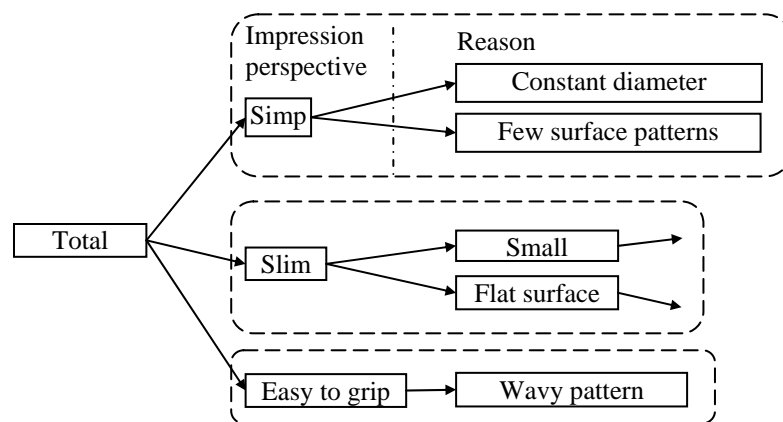 Impression
perspective
Reason
Simp
Constant diameter
Few surface patterns
Total
Slim
Small
Flat surface
Easy to grip
Wavy pattern